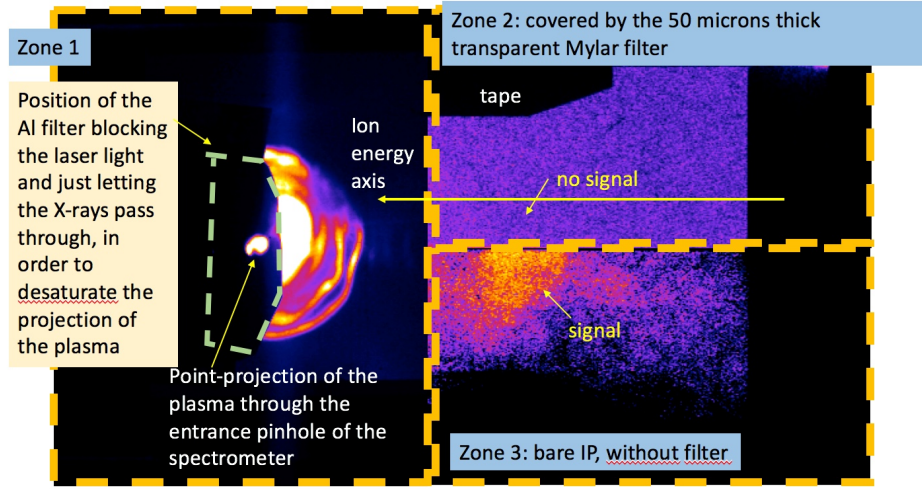 Zone 1
Position of the
Al filter blocking
the laser light
and just letting
the X-rays pass
through, in
order to
desaturate the
projection of
the plasma
Ion
energy
axis
Point-projection of the
plasma through the
entrance pinhole of the
spectrometer
Zone 2: covered by the 50 microns thick
transparent Mylar filter
tape
no signal
signal
Zone 3: bare IP, without filter